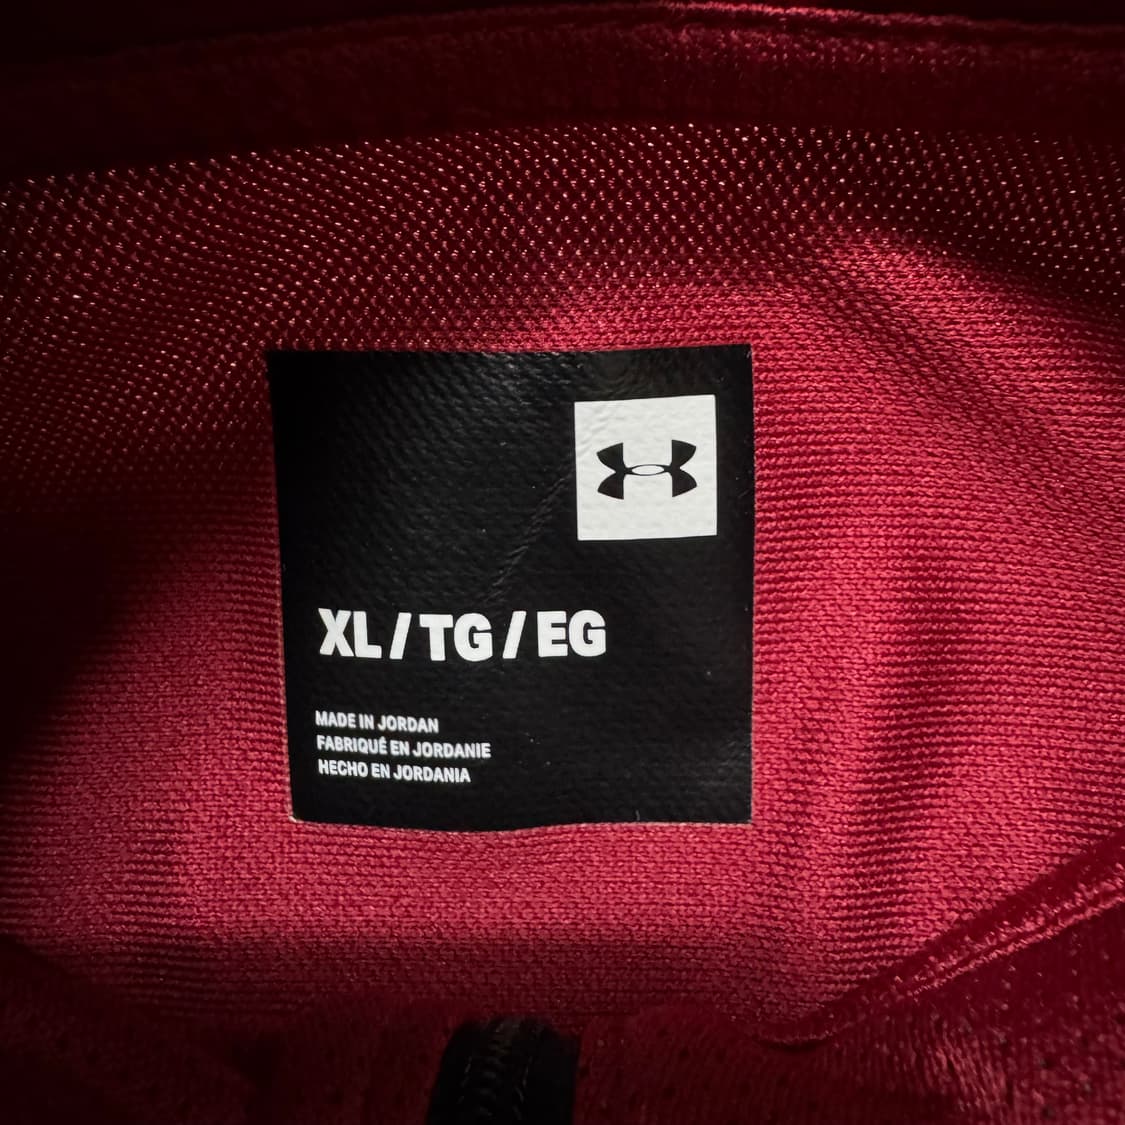 XL / TG / EG
MADE IN JORDAN
FABRIQUÉ EN JORDANIE
HECHO EN JORDANIA